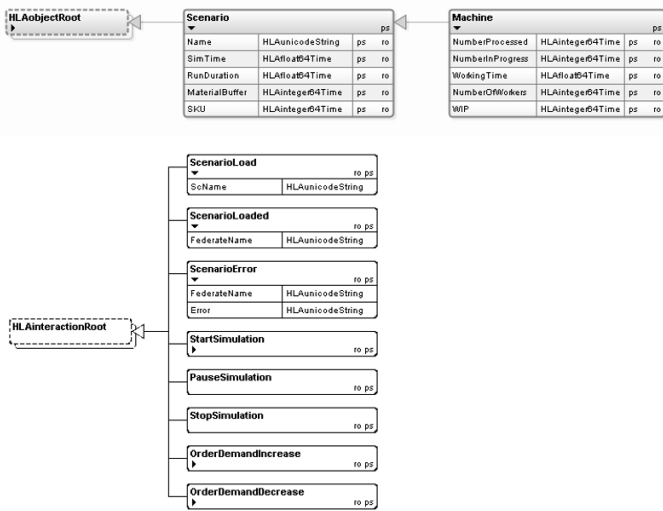 HLAobjectRoot
Scenario
ps
Name HLAunicodeString ps ro
SimTime HLAfloat64Time ps ro
RunDuration HLAfloat64Time ps ro
MaterialBuffer HLAinteger64Time ps ro
SKU HLAinteger64Time ps ro
Machine
ps
NumberProcessed HLAinteger64Time ps ro
NumberInProgress HLAinteger64Time ps ro
WorkingTime HLAfloat64Time ps ro
NumberOfWorkers HLAinteger64Time ps ro
WIP HLAinteger64Time ps ro
HLAinteractionRoot
ScenarioLoad
ro ps
ScName HLAunicodeString
ScenarioLoaded
ro ps
FederateName HLAunicodeString
ScenarioError
ro ps
FederateName HLAunicodeString
Error HLAunicodeString
StartSimulation
ro ps
PauseSimulation
ro ps
StopSimulation
ro ps
OrderDemandIncrease
ro ps
OrderDemandDecrease
ro ps